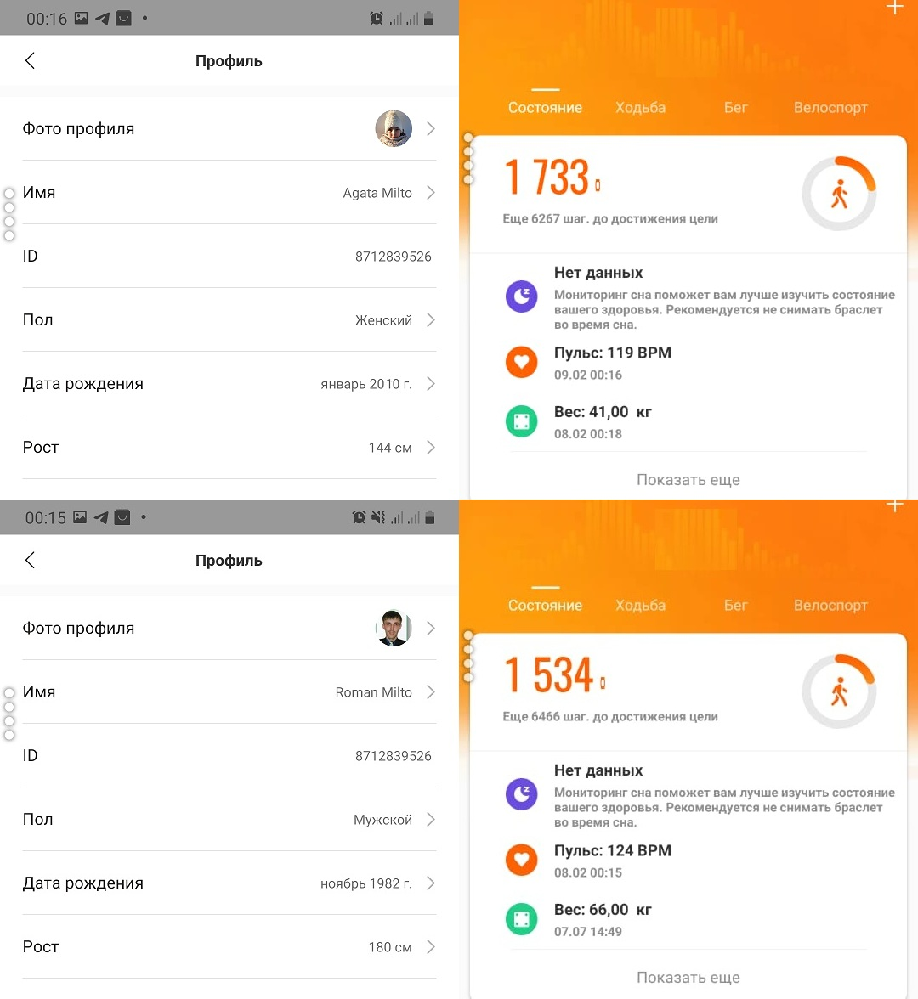 00:16
Профиль
Фото профиля
Имя Agata Milto
ID 8712839526
Пол Женский
Дата рождения январь 2010 г.
Рост 144 см
Состояние Ходьба Бег Велоспорт
1 733
Еще 6267 шаг. до достижения цели
Нет данных
Мониторинг сна поможет вам лучше изучить состояние
вашего здоровья. Рекомендуется не снимать браслет
во время сна.
Пульс: 119 BPM
09.02 00:16
Вес: 41,00 кг
08.02 00:18
Показать еще
00:15
Профиль
Фото профиля
Имя Roman Milto
ID 8712839526
Пол Мужской
Дата рождения ноябрь 1982 г.
Рост 180 см
Состояние Ходьба Бег Велоспорт
1 534
Еще 6466 шаг. до достижения цели
Нет данных
Мониторинг сна поможет вам лучше изучить состояние
вашего здоровья. Рекомендуется не снимать браслет
во время сна.
Пульс: 124 BPM
08.02 00:15
Вес: 66,00 кг
07.07 14:49
Показать еще